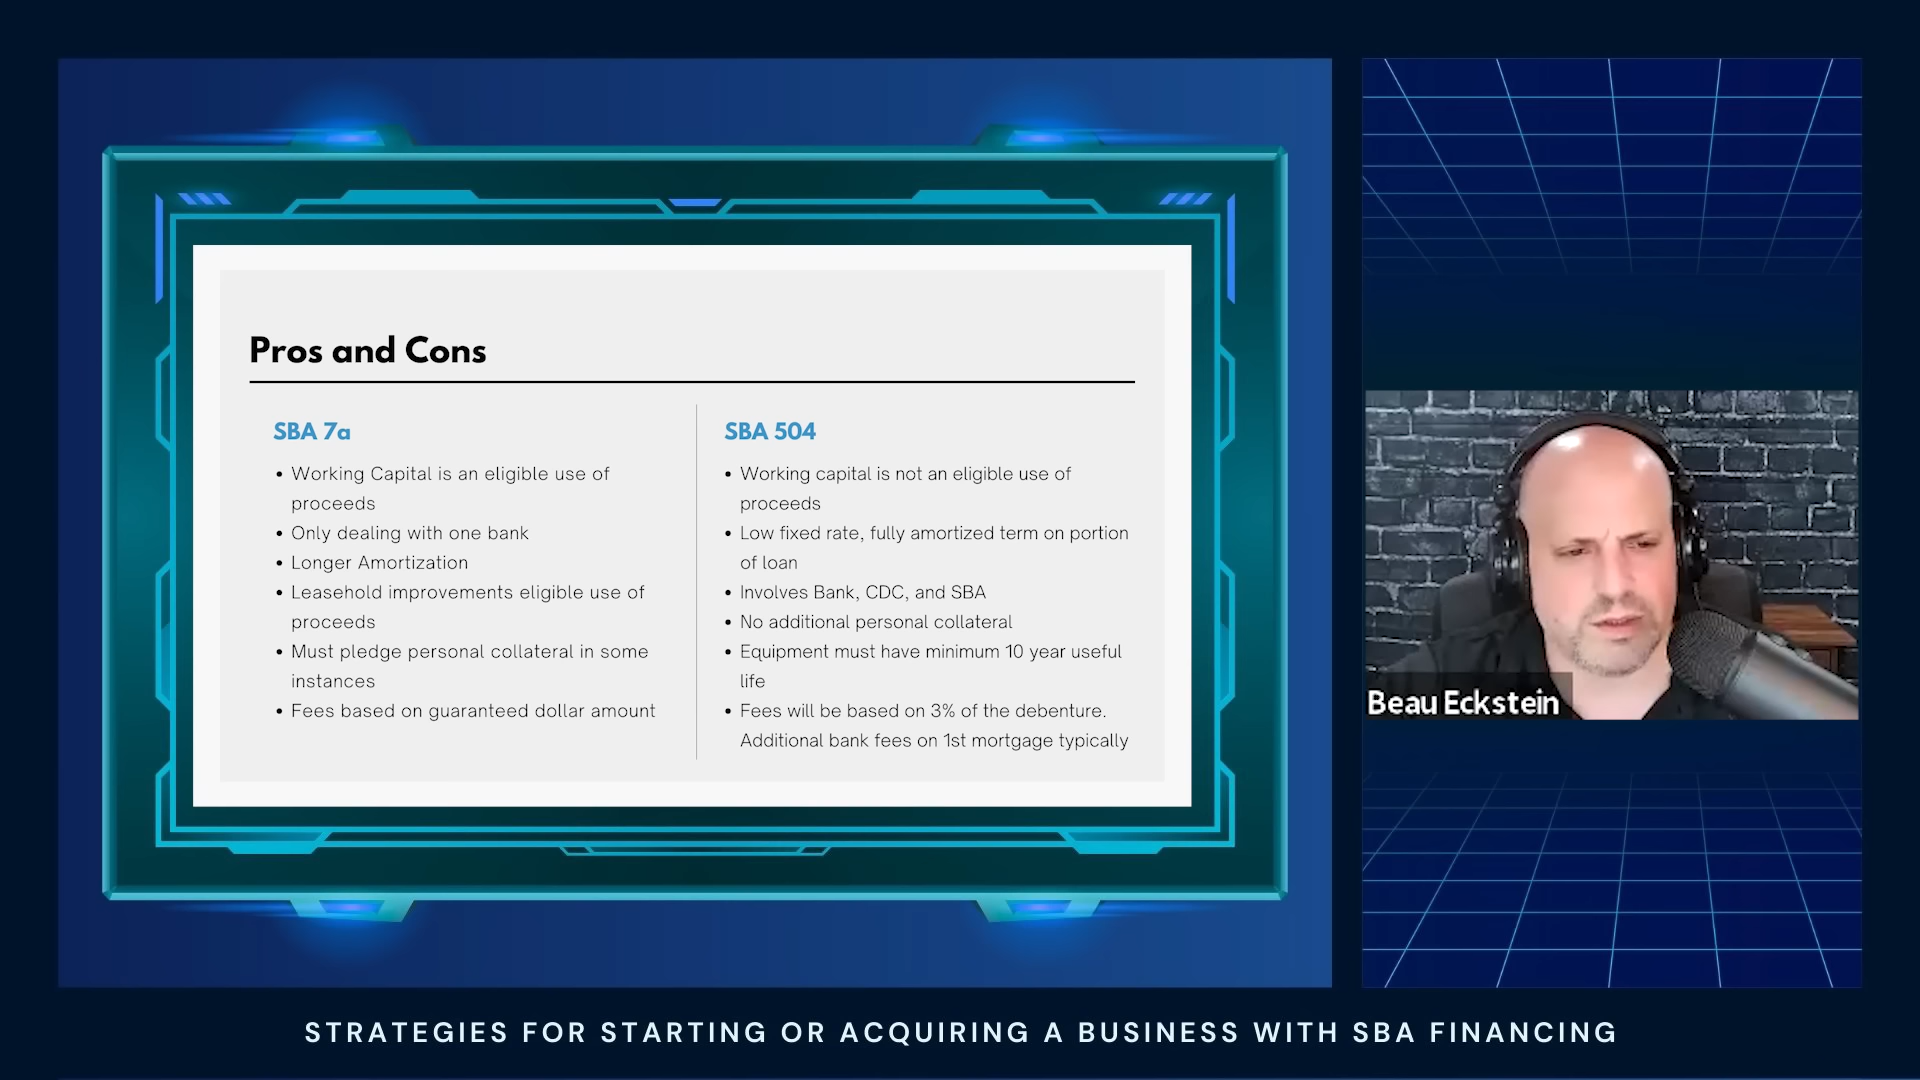 Pros and Cons
SBA 7a
• Working Capital is an eligible use of
proceeds
• Only dealing with one bank
• Longer Amortization
• Leasehold improvements eligible use of
proceeds
• Must pledge personal collateral in some
instances
• Fees based on guaranteed dollar amount
SBA 504
• Working capital is not an eligible use of
proceeds
• Low fixed rate, fully amortized term on portion
of loan
• Involves Bank, CDC, and SBA
• No additional personal collateral
• Equipment must have minimum 10 year useful
life
• Fees will be based on 3% of the debenture.
Additional bank fees on 1st mortgage typically
Beau Eckstein
STRATEGIES FOR STARTING OR ACQUIRING A BUSINESS WITH SBA FINANCING